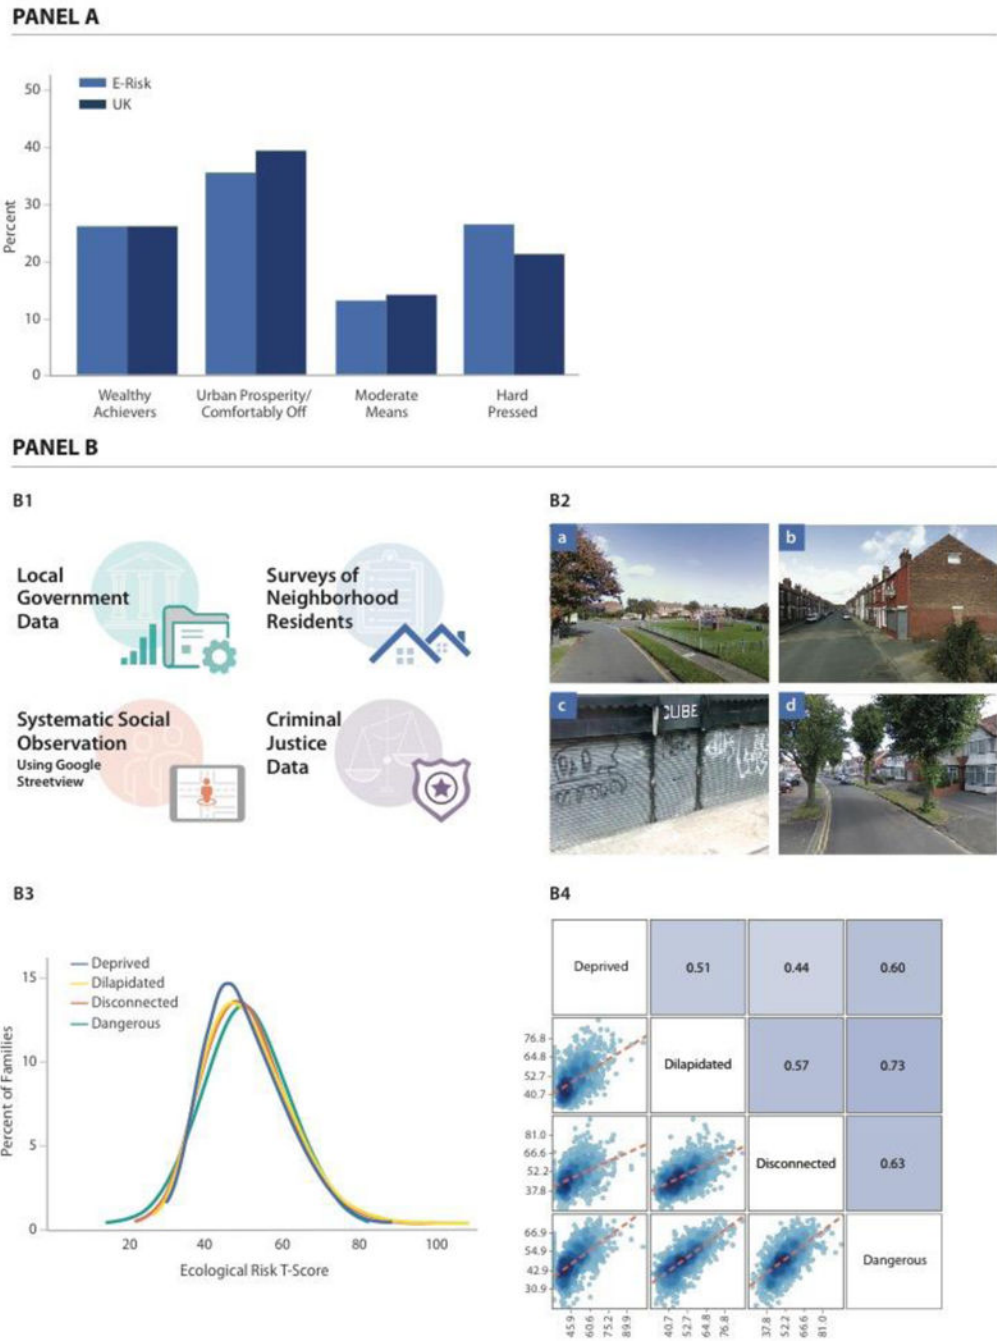 PANEL A
50
40
30
20
10
0
Percent
E-Risk
UK
Wealthy
Achievers
Urban Prosperity/
Comfortably Off
Moderate
Means
Hard
Pressed
PANEL B
B1
Local
Government
Data
Surveys of
Neighborhood
Residents
Systematic Social
Observation
Using Google
Streetview
Criminal
Justice
Data
B2
a
b
c
CUBE
d
B3
15
10
5
0
Percent of Families
Deprived
Dilapidated
Disconnected
Dangerous
20 40 60 80 100
Ecological Risk T-Score
B4
Deprived 0.51 0.44 0.60
76.8
64.8
52.7
40.7
Dilapidated 0.57 0.73
81.0
66.6
52.2
37.8
Disconnected 0.63
66.9
54.9
42.9
30.9
Dangerous
45.9 60.6 75.2 89.9
40.7 52.7 64.8 76.8
37.8 52.2 66.6 81.0